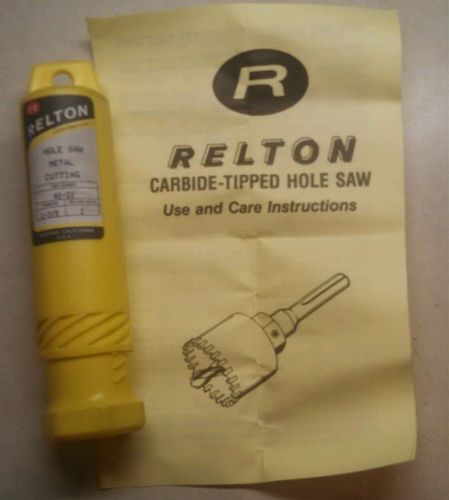 RELTON
HOLE SAW
METAL
CUTTING
R
RELTON
CARBIDE-TIPPED HOLE SAW
Use and Care Instructions